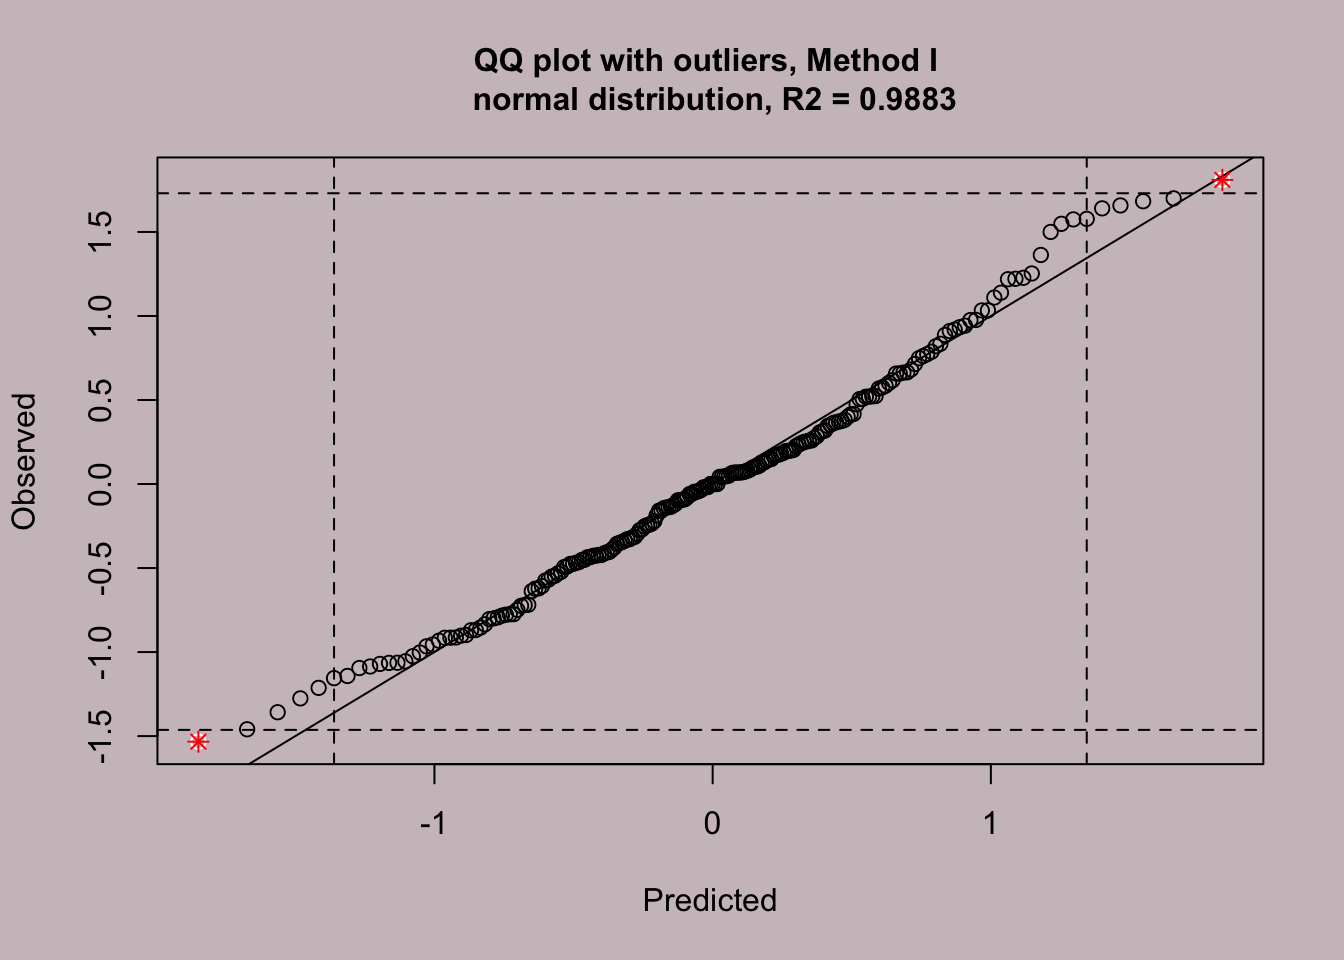 QQ plot with outliers, Method I
normal distribution, R2 = 0.9883
Observed
1.5
1.0
0.5
0.0
-0.5
-1.0
-1.5
-1
0
1
Predicted